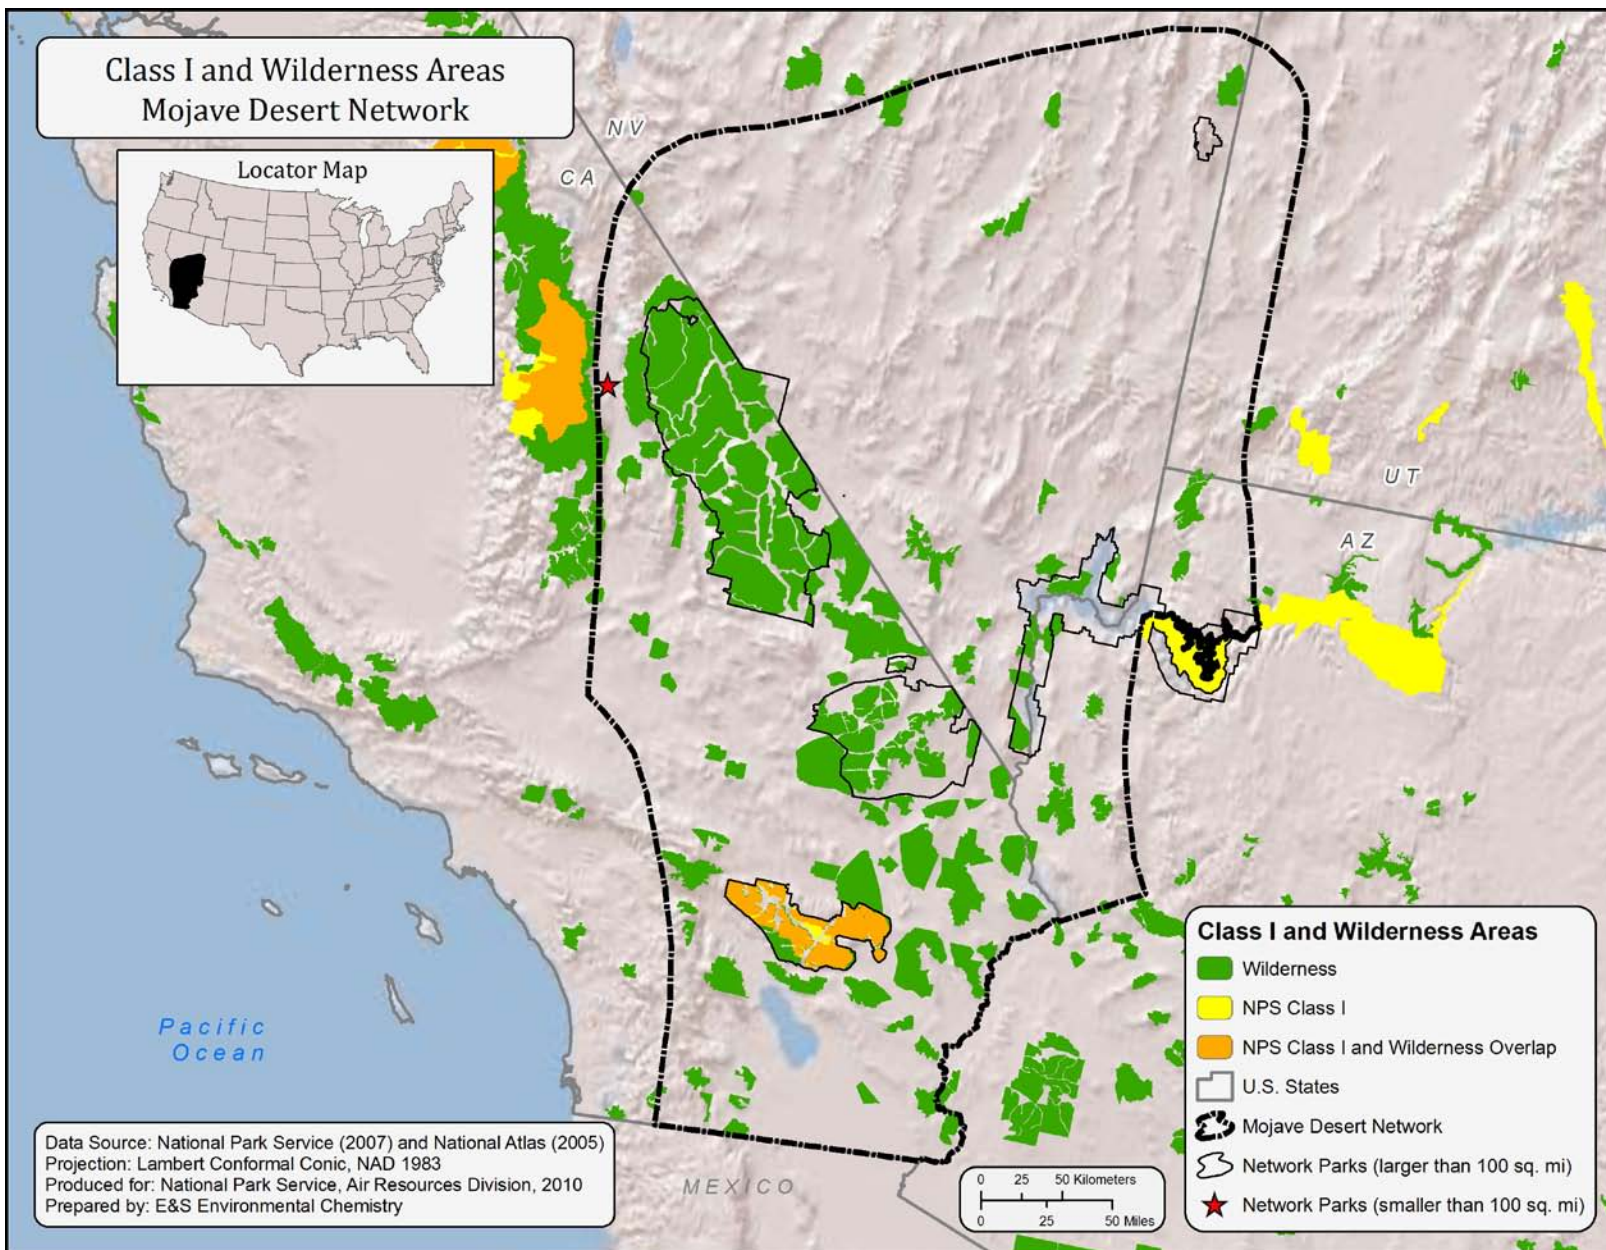 Class I and Wilderness Areas
Mojave Desert Network
Locator Map
NV
CA
UT
AZ
Pacific
Ocean
MEXICO
Class I and Wilderness Areas
Wilderness
NPS Class I
NPS Class I and Wilderness Overlap
U.S. States
Mojave Desert Network
Network Parks (larger than 100 sq. mi)
Network Parks (smaller than 100 sq. mi)
Data Source: National Park Service (2007) and National Atlas (2005)
Projection: Lambert Conformal Conic, NAD 1983
Produced for: National Park Service, Air Resources Division, 2010
Prepared by: E&S Environmental Chemistry
0 25 50 Kilometers
0 25 50 Miles